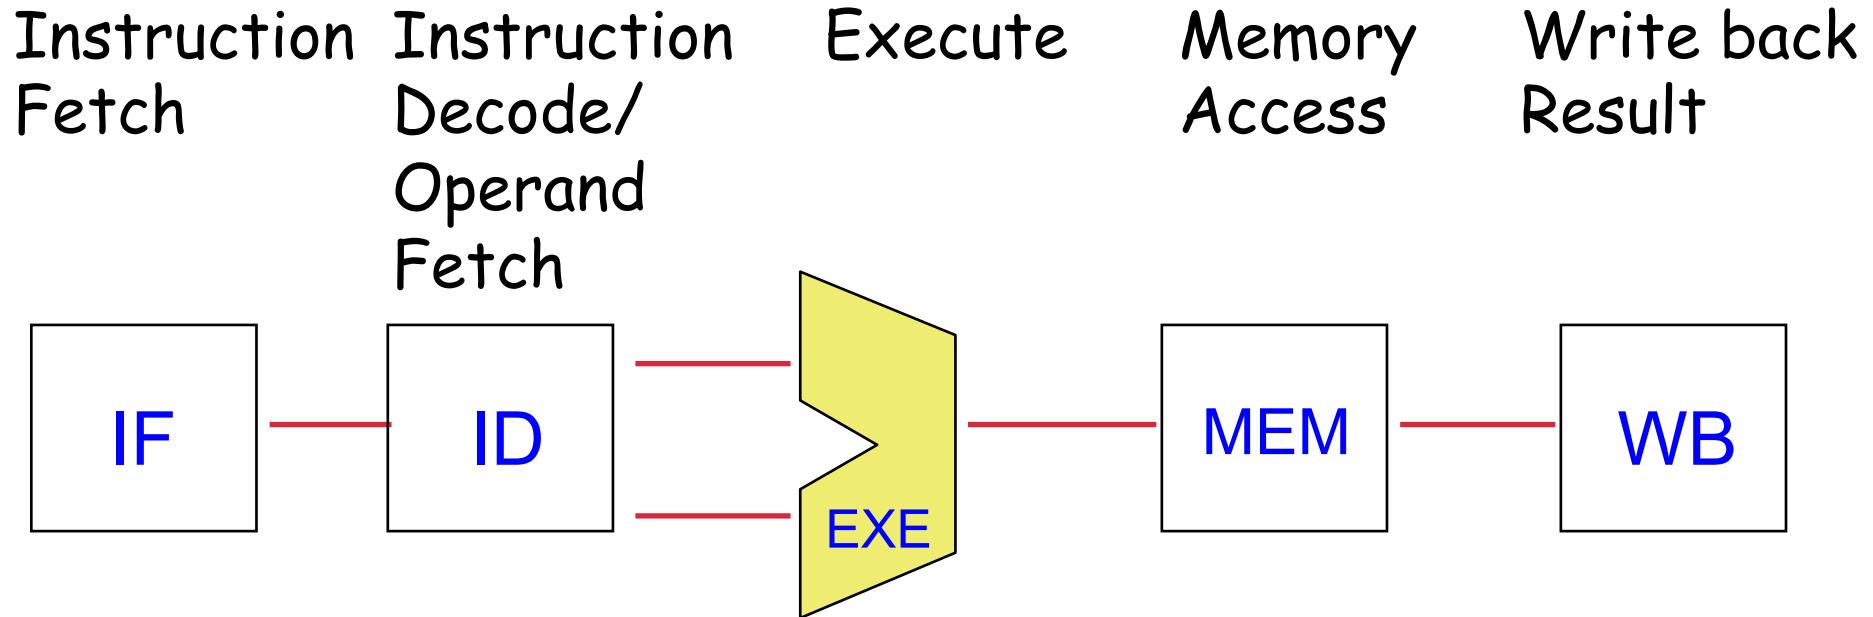 Instruction
Fetch
Instruction
Decode/
Operand
Fetch
Execute
Memory
Access
Write back
Result
IF
ID
EXE
MEM
WB